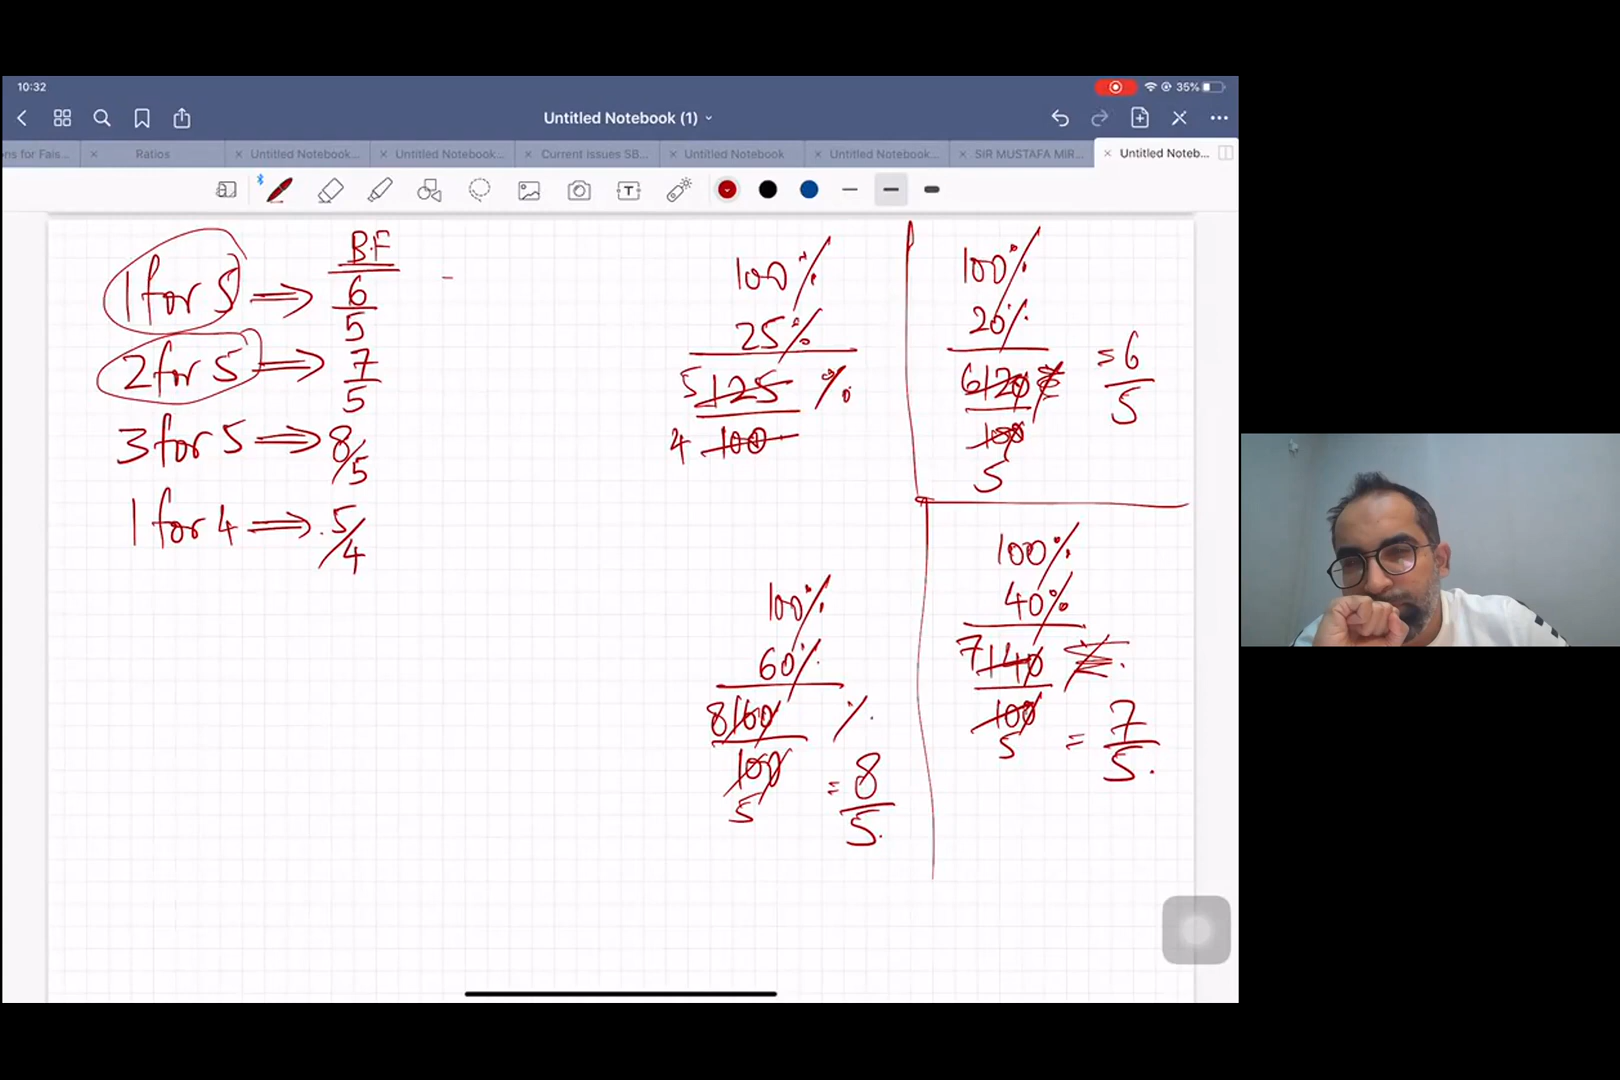 10:32
35%
Untitled Notebook (1)
ns for Fais...
Ratios
Untitled Notebook...
Untitled Notebook...
Current issues SB...
Untitled Notebook
Untitled Notebook...
SIR MUSTAFA MIR...
Untitled Noteb...
T
B.F
1 for 5 ⟹ 6/5
2 for 5 ⟹ 7/5
3 for 5 ⟹ 8/5
1 for 4 ⟹ 5/4
100%
25%
5 125 %
4 100
100%
20%
6 120 %
100
5
= 6/5
100%
60%
8 160 %
100
5
= 8/5
100%
40%
7 140
100
5
= 7/5